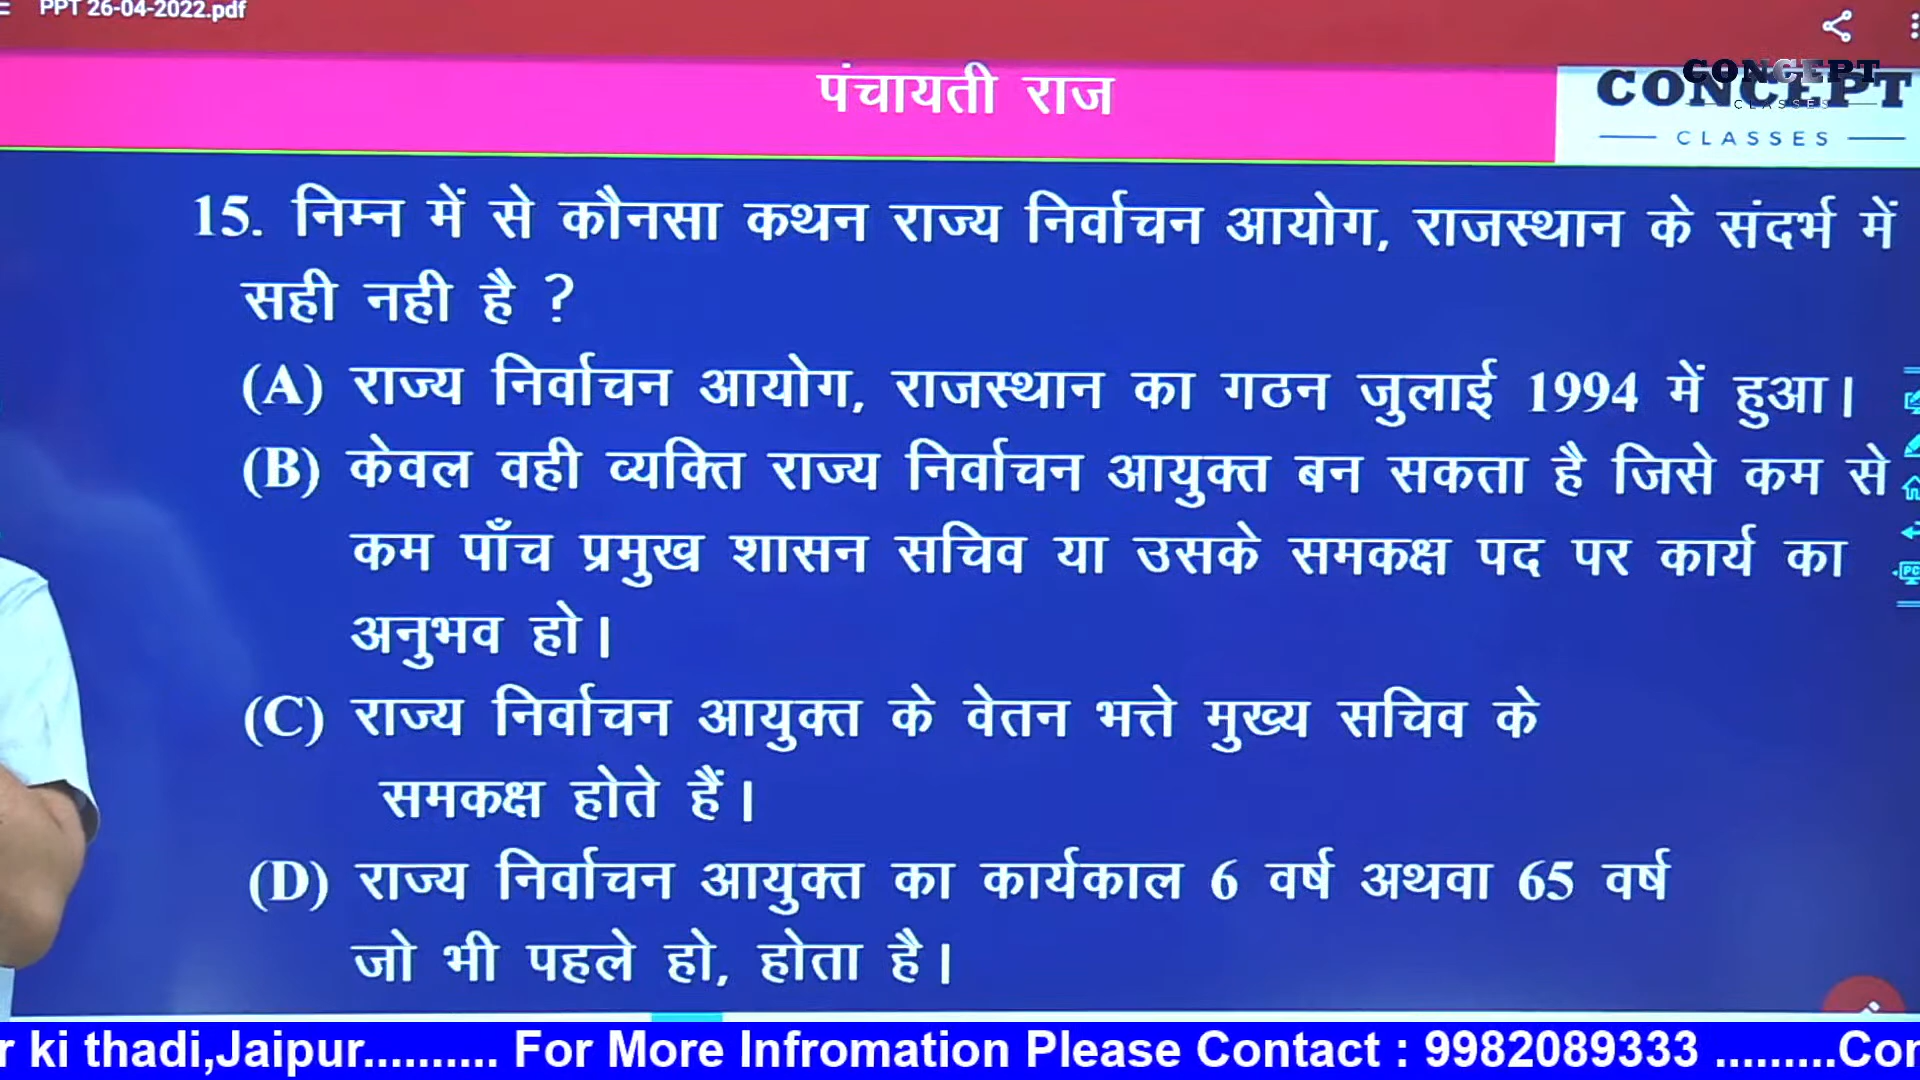 PPT 26-04-2022.pdf
पंचायती राज
CONCEPT
CLASSES
CONCEPT
CLASSES
15. निम्न में से कौनसा कथन राज्य निर्वाचन आयोग, राजस्थान के संदर्भ में
सही नही है ?
(A) राज्य निर्वाचन आयोग, राजस्थान का गठन जुलाई 1994 में हुआ।
(B) केवल वही व्यक्ति राज्य निर्वाचन आयुक्त बन सकता है जिसे कम से
कम पाँच प्रमुख शासन सचिव या उसके समकक्ष पद पर कार्य का
अनुभव हो।
(C) राज्य निर्वाचन आयुक्त के वेतन भत्ते मुख्य सचिव के
समकक्ष होते हैं।
(D) राज्य निर्वाचन आयुक्त का कार्यकाल 6 वर्ष अथवा 65 वर्ष
जो भी पहले हो, होता है।
r ki thadi,Jaipur.......... For More Infromation Please Contact : 9982089333 .........Cor